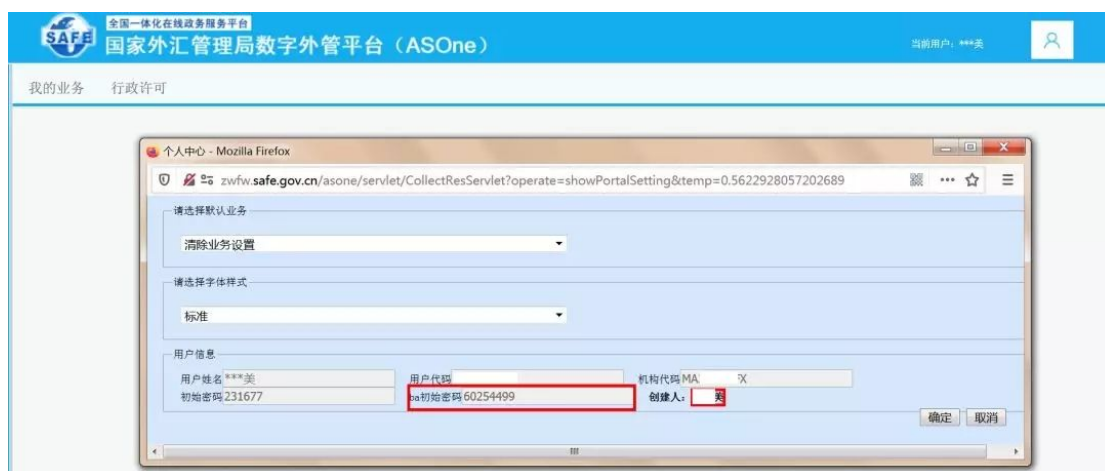 全国一体化在线政务服务平台
SAFE 国家外汇管理局数字外管平台（ASOne）
当前用户：***美
我的业务 行政许可
个人中心 - Mozilla Firefox
zwfw.safe.gov.cn/asone/servlet/CollectResServlet?operate=showPortalSetting&temp=0.5622928057202689
请选择默认业务
清除业务设置
请选择字体样式
标准
用户信息
用户姓名 ***美 用户代码 机构代码 MA
初始密码 231677 ba初始密码 60254499 创建人： 美
确定 取消